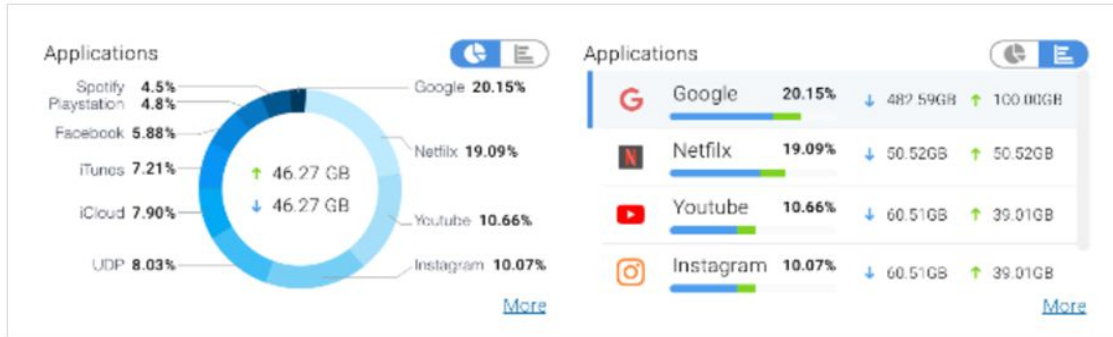 Applications
Spotify 4.5%
Playstation 4.8%
Facebook 5.88%
iTunes 7.21%
iCloud 7.90%
UDP 8.03%
Google 20.15%
Netfilx 19.09%
Youtube 10.66%
Instagram 10.07%
↑ 46.27 GB
↓ 46.27 GB
More
Applications
Google 20.15% ↓ 482.59GB ↑ 100.00GB
Netfilx 19.09% ↓ 50.52GB ↑ 50.52GB
Youtube 10.66% ↓ 60.51GB ↑ 39.01GB
Instagram 10.07% ↓ 60.51GB ↑ 39.01GB
More